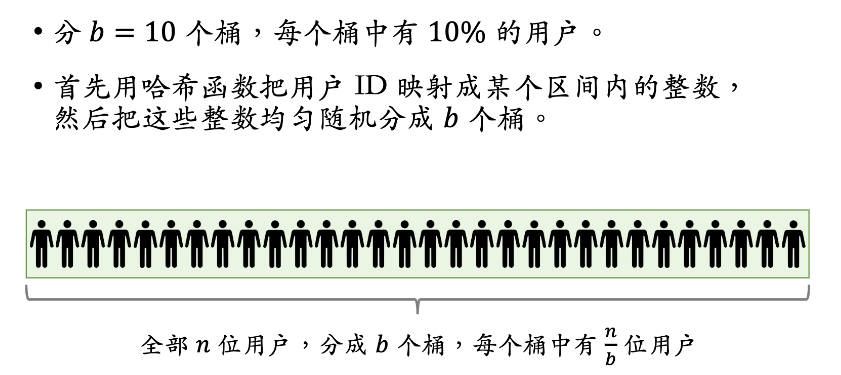 • 分 b = 10 个桶，每个桶中有 10% 的用户。
• 首先用哈希函数把用户 ID 映射成某个区间内的整数，
然后把这些整数均匀随机分成 b 个桶。
全部 n 位用户，分成 b 个桶，每个桶中有 n/b 位用户